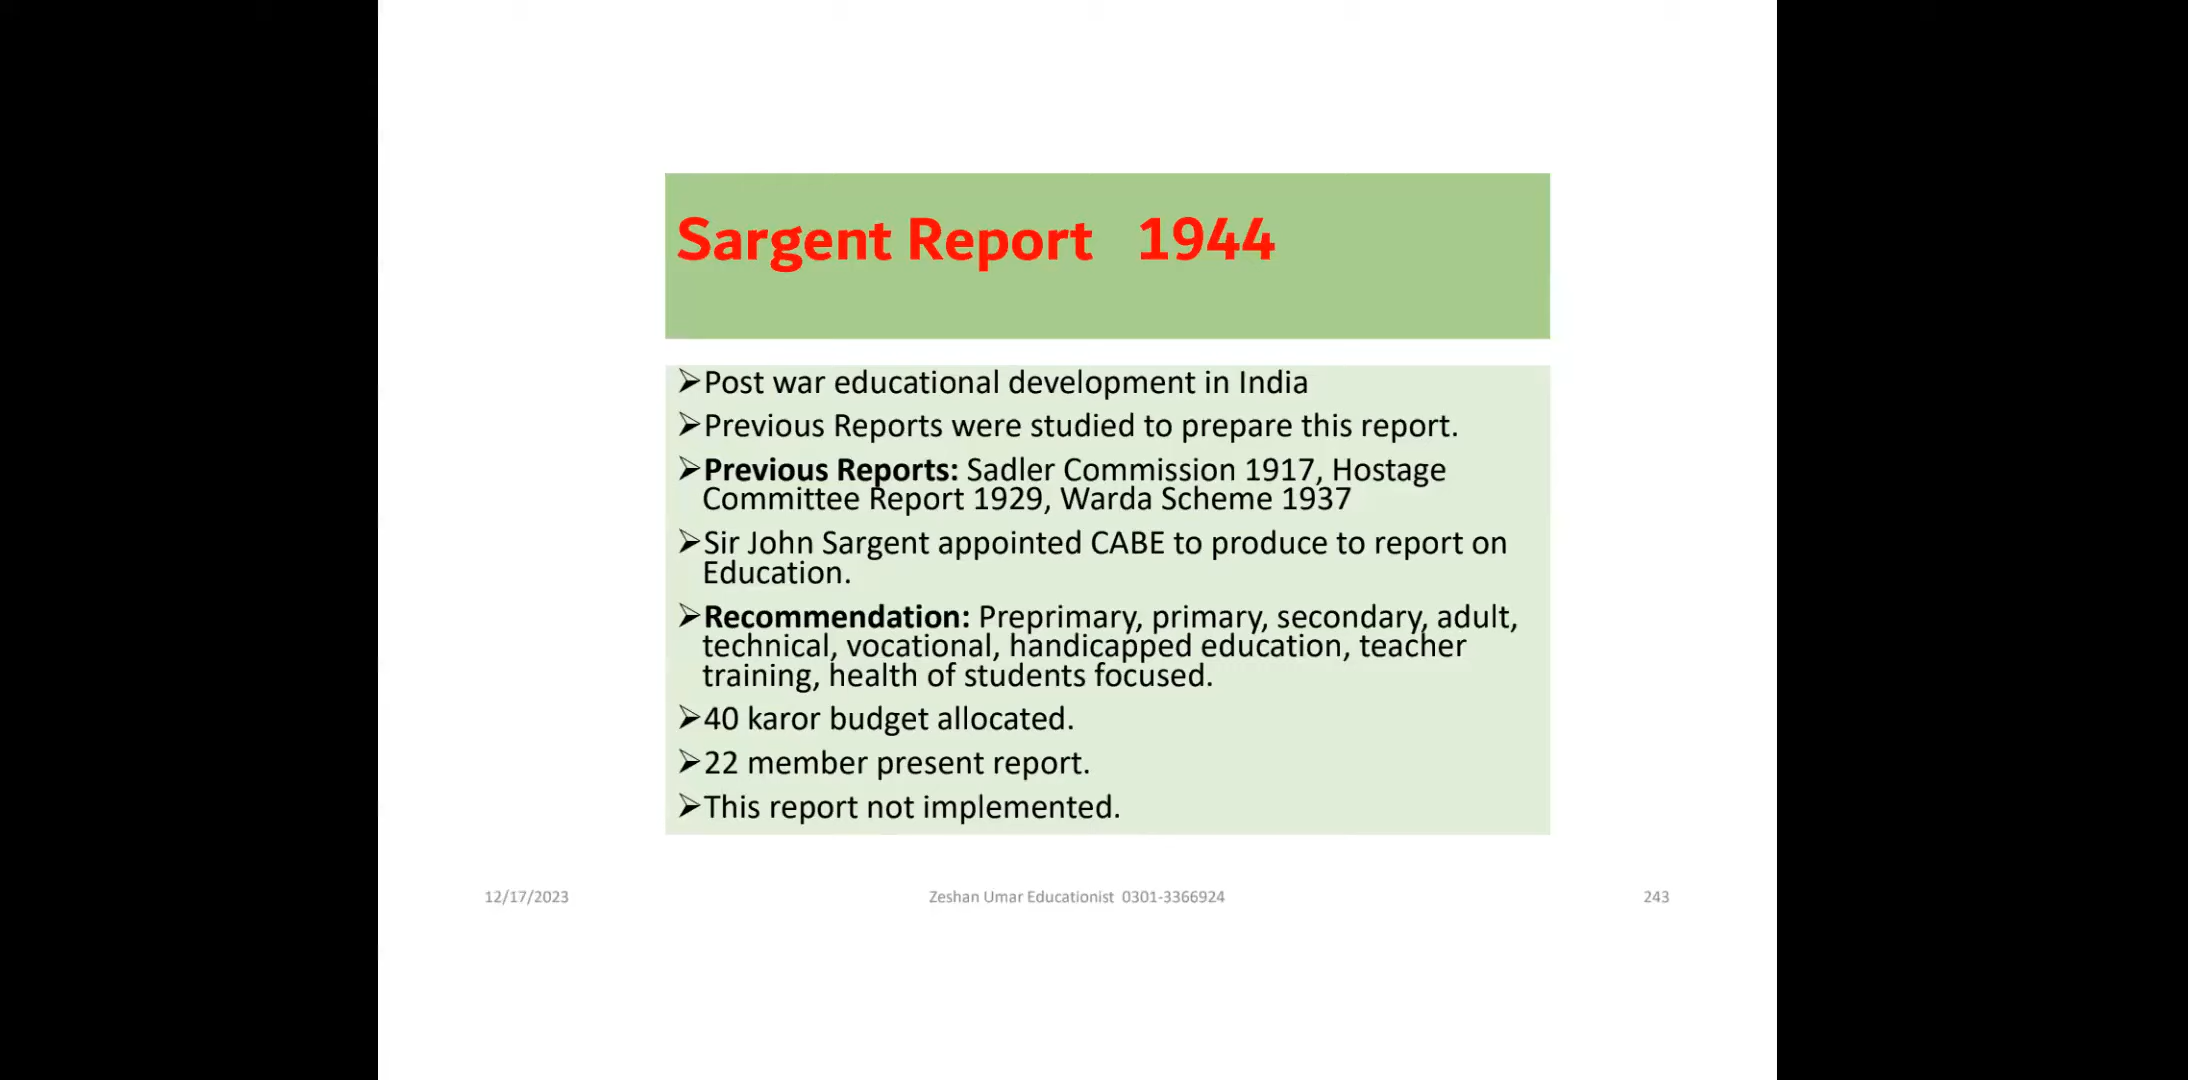 Sargent Report 1944
➢Post war educational development in India
➢Previous Reports were studied to prepare this report.
➢Previous Reports: Sadler Commission 1917, Hostage
Committee Report 1929, Warda Scheme 1937
➢Sir John Sargent appointed CABE to produce to report on
Education.
➢Recommendation: Preprimary, primary, secondary, adult,
technical, vocational, handicapped education, teacher
training, health of students focused.
➢40 karor budget allocated.
➢22 member present report.
➢This report not implemented.
12/17/2023 Zeshan Umar Educationist 0301-3366924 243